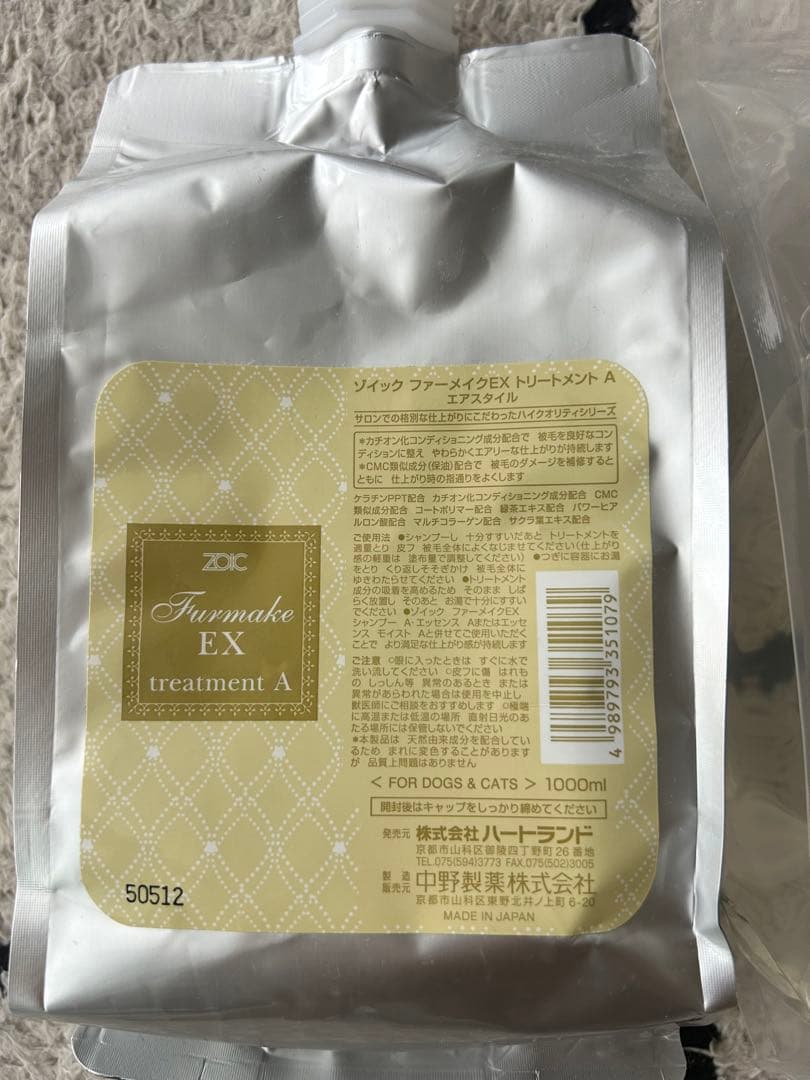 ゾイック ファーメイクEX トリートメント A
エアスタイル
サロンでの格別な仕上がりにこだわったハイクオリティシリーズ
*カチオン化コンディショニング成分配合で 被毛を良好なコン
ディションに整え やわらかくエアリーな仕上がりが持続します
*CMC類似成分(保油)配合で 被毛のダメージを補修すると
ともに 仕上がり時の指通りをよくします
ケラチンPPT配合 カチオン化コンディショニング成分配合 CMC
類似成分配合 コートポリマー配合 緑茶エキス配合 パワーヒア
ルロン酸配合 マルチコラーゲン配合 サクラ葉エキス配合
ご使用法 ●シャンプーし 十分すすいだあと トリートメントを
適量とり 皮フ 被毛全体によくなじませてください(仕上がり
感の軽重は 塗布量で調整してください) ●つぎに容器にお湯
をとり くり返しそそぎかけ 被毛全体に
ゆきわたらせてください ●トリートメント
成分の吸着を高めるため そのまま しば
らく放置し そのあと お湯で十分にすすい
でください ●ゾイック ファーメイクEX
シャンプー A・エッセンス Aまたはエッセ
ンス モイスト Aと併せてご使用いただく
ことで より満足な仕上がり感が持続します
ご注意 ○眼に入ったときは すぐに水で
洗い流してください ○皮フに傷 はれも
の しっしん等 異常のあるとき または
異常があらわれた場合は使用を中止し
獣医師にご相談をおすすめします ○極端
に高温または低温の場所 直射日光のあ
たる場所には保管しないでください
*本製品は 天然由来成分を配合してい
るため まれに変色することがあります
が 品質上問題はありません
4 989793 351079
< FOR DOGS & CATS > 1000ml
開封後はキャップをしっかり締めてください
発売元 株式会社ハートランド
京都市山科区御陵四丁野町26番地
TEL.075(594)3773 FAX.075(502)3005
製造販売元 中野製薬株式会社
京都市山科区東野北井ノ上町6-20
MADE IN JAPAN
ZOIC
Furmake
EX
treatment A
50512